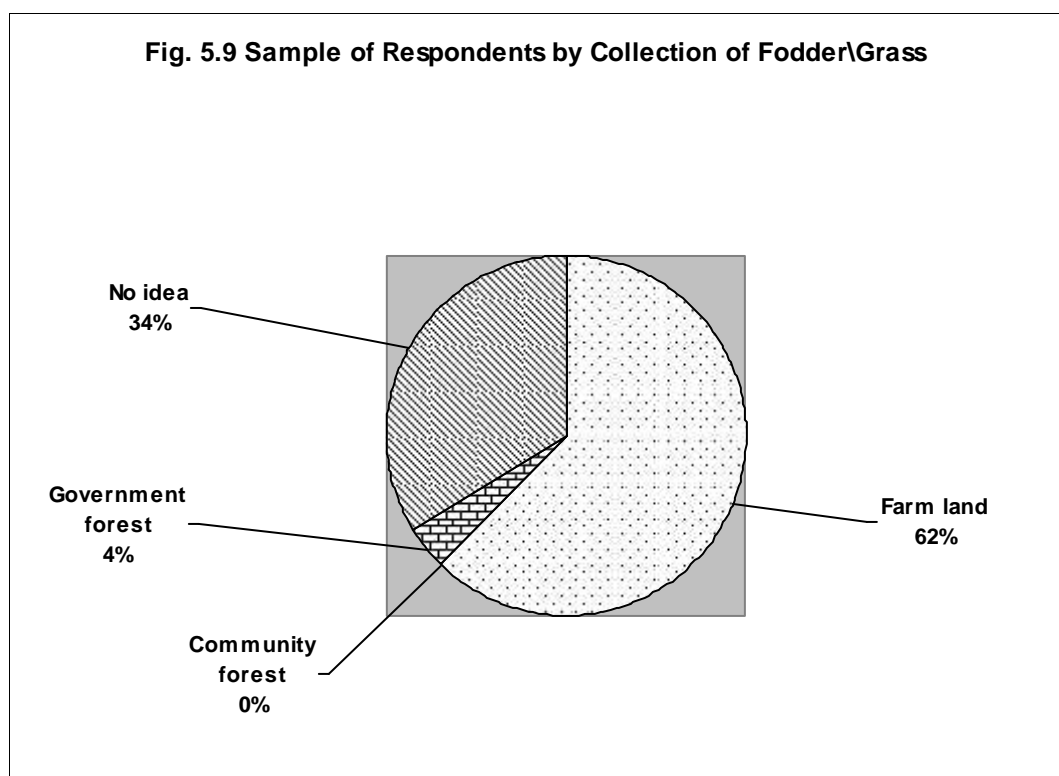 Fig. 5.9 Sample of Respondents by Collection of Fodder\Grass
No idea
34%
Government
forest
4%
Community
forest
0%
Farm land
62%